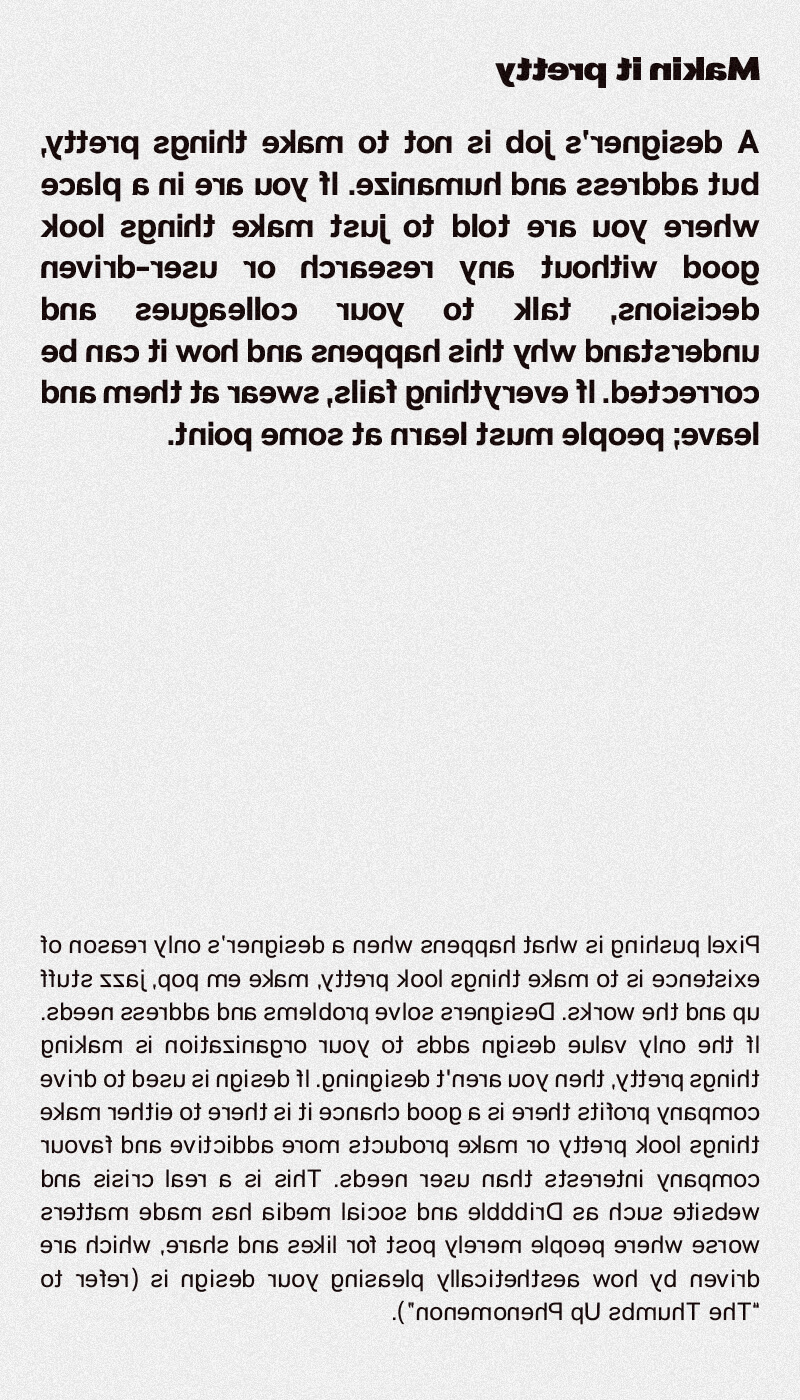 Makin it pretty
A designer's job is not to make things pretty,
but address and humanize. If you are in a place
where you are told to just make things look
good without any research or user-driven
decisions, talk to your colleagues and
understand why this happens and how it can be
corrected. If everything fails, swear at them and
leave; people must learn at some point.
Pixel pushing is what happens when a designer's only reason of
existence is to make things look pretty, make em pop, jazz stuff
up and the works. Designers solve problems and address needs.
If the only value design adds to your organization is making
things pretty, then you aren't designing. If design is used to drive
company profits there is a good chance it is there to either make
things look pretty or make products more addictive and favour
company interests than user needs. This is a real crisis and
website such as Dribbble and social media has made matters
worse where people merely post for likes and share, which are
driven by how aesthetically pleasing your design is (refer to
“The Thumbs Up Phenomenon”).